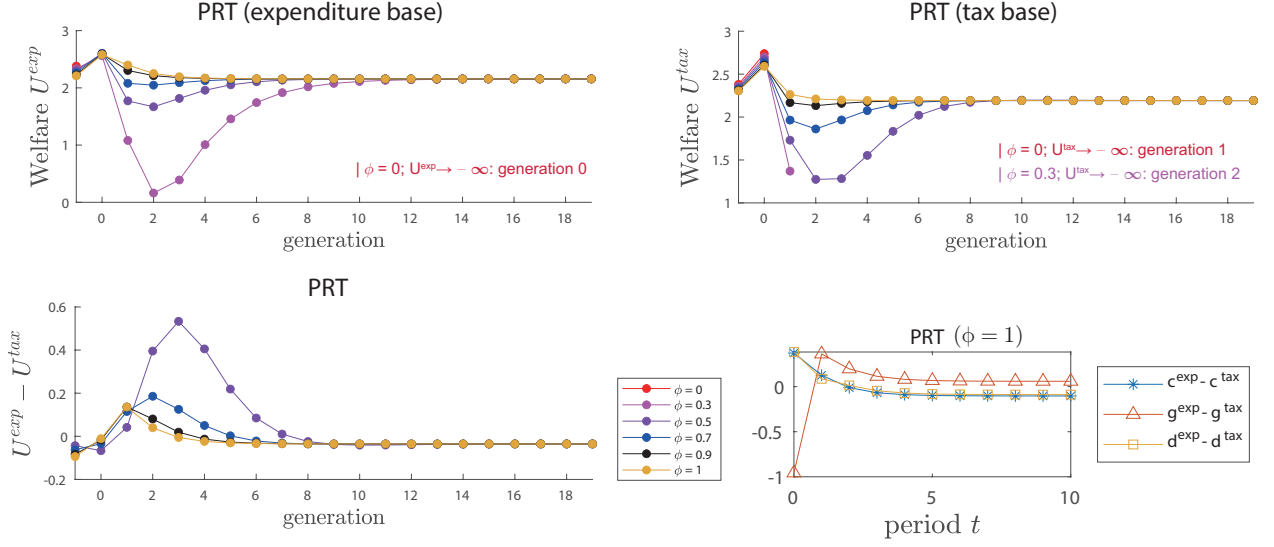 PRT (expenditure base)
Welfare U^exp
3
2
1
0
0 2 4 6 8 10 12 14 16 18
generation
| ϕ = 0; U^exp → − ∞: generation 0
PRT (tax base)
Welfare U^tax
3
2.5
2
1.5
1
0 2 4 6 8 10 12 14 16 18
generation
| ϕ = 0; U^tax → − ∞: generation 1
| ϕ = 0.3; U^tax → − ∞: generation 2
PRT
U^exp − U^tax
0.6
0.4
0.2
0
-0.2
0 2 4 6 8 10 12 14 16 18
generation
ϕ = 0
ϕ = 0.3
ϕ = 0.5
ϕ = 0.7
ϕ = 0.9
ϕ = 1
PRT (ϕ = 1)
0
-0.5
-1
0 5 10
period t
c^exp - c^tax
g^exp - g^tax
d^exp - d^tax